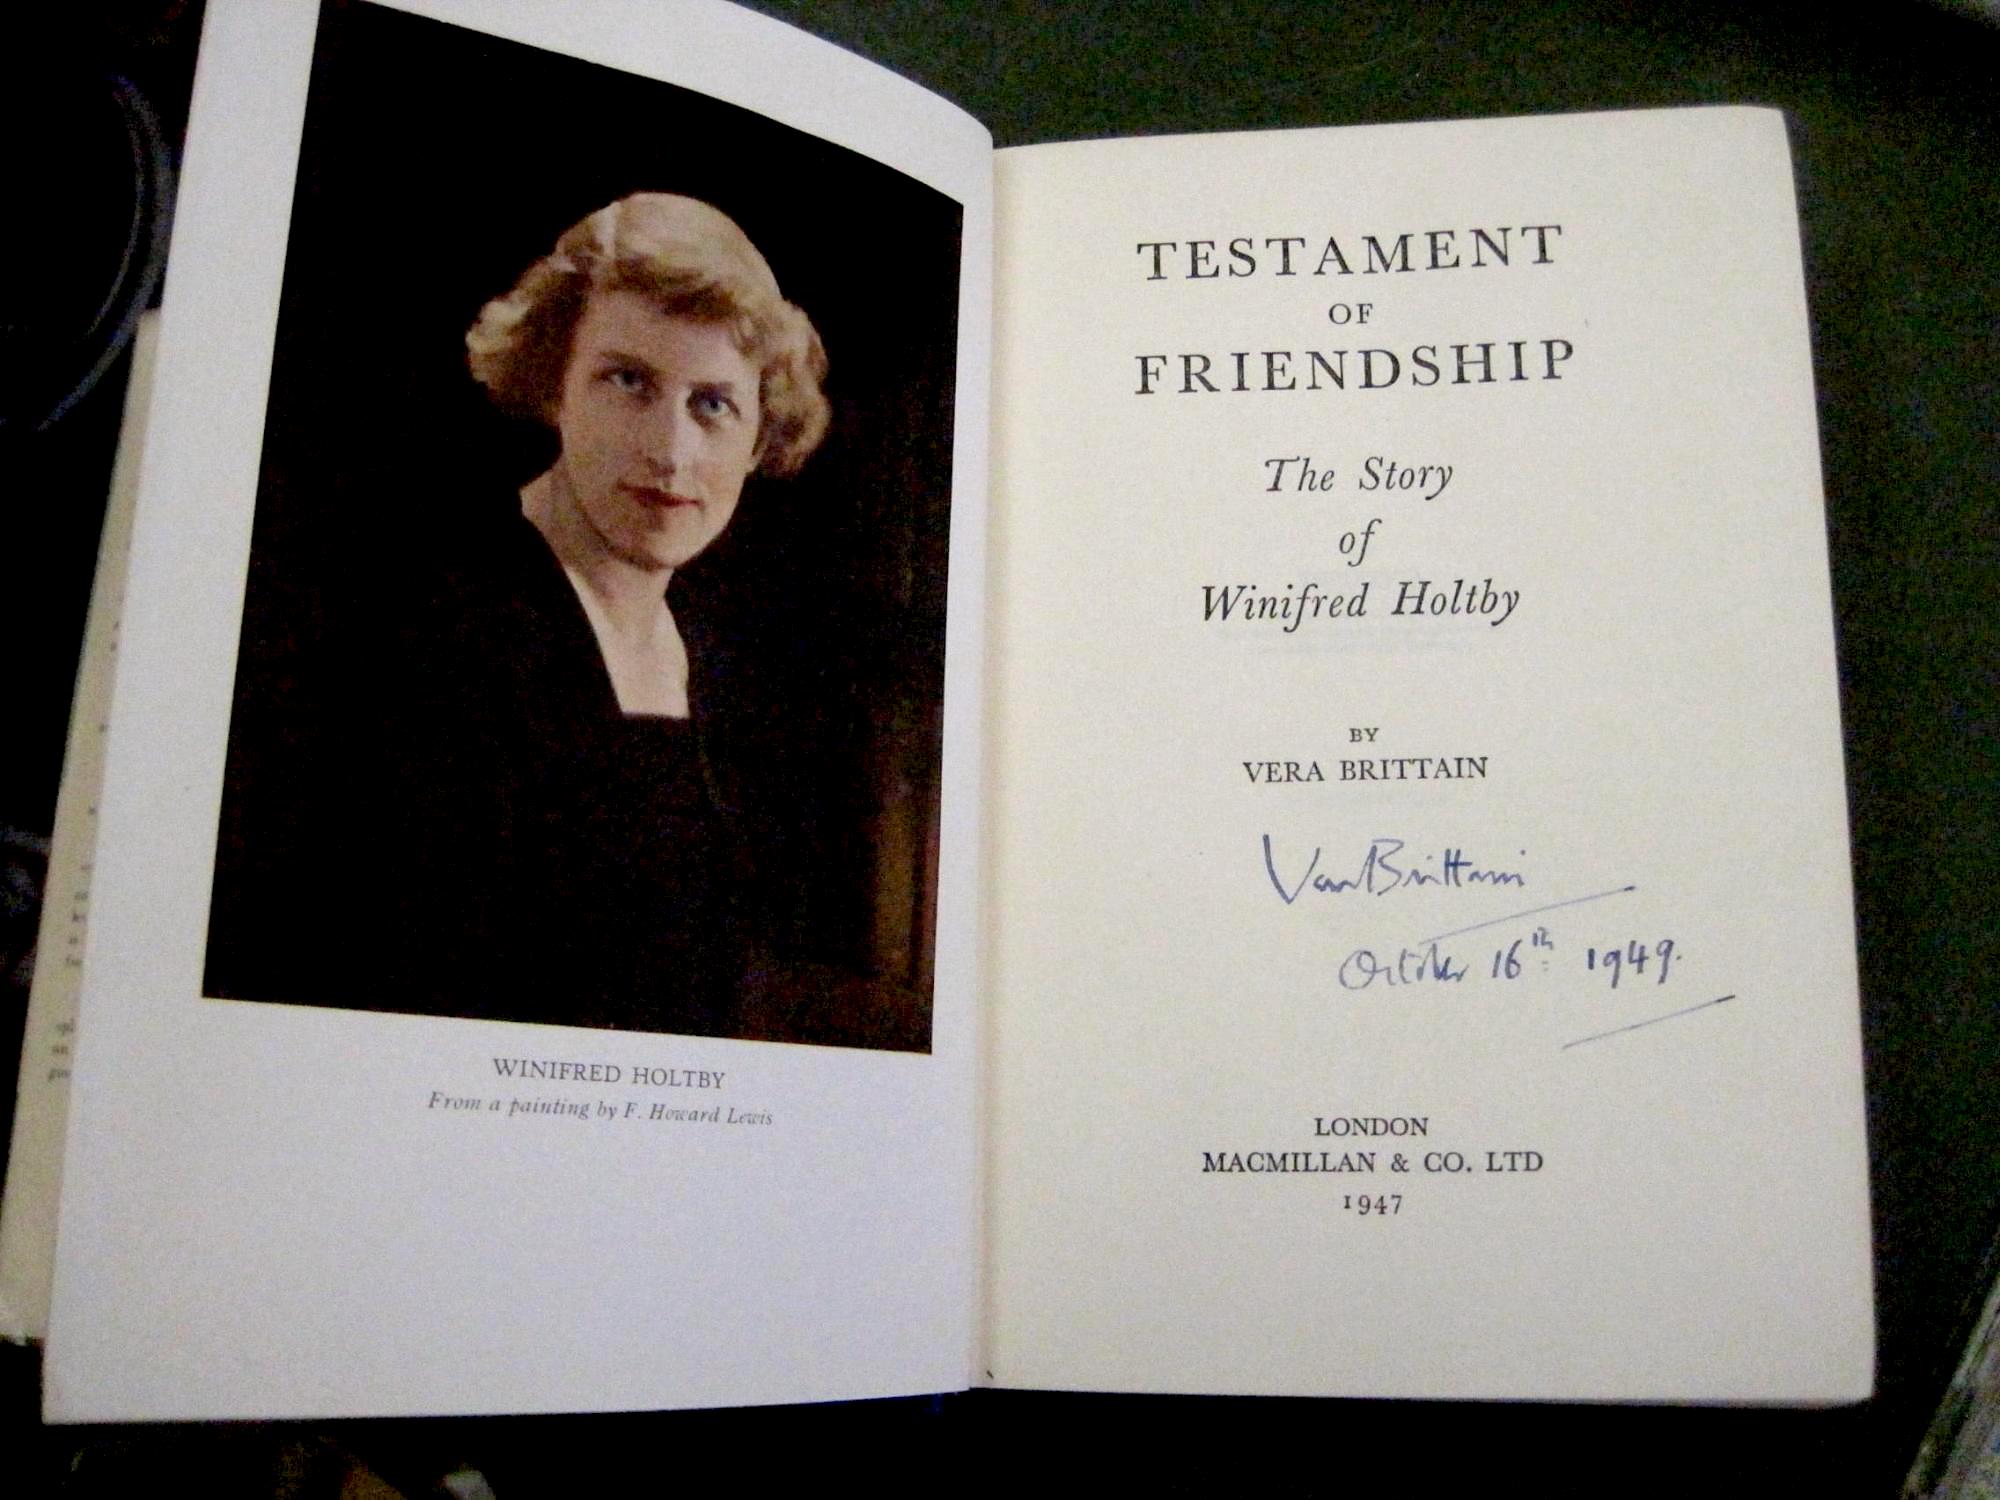 WINIFRED HOLTBY
From a painting by F. Howard Lewis
TESTAMENT
OF
FRIENDSHIP
The Story
of
Winifred Holtby
BY
VERA BRITTAIN
Vera Brittain
October 16th 1949.
LONDON
MACMILLAN & CO. LTD
1947